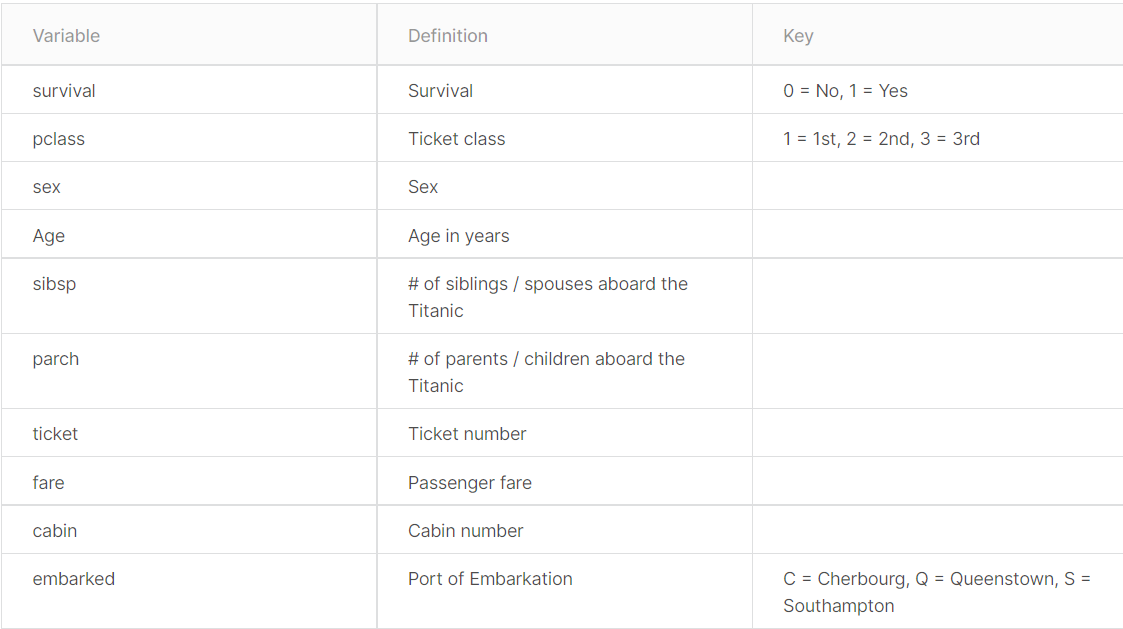 Variable Definition Key
survival Survival 0 = No, 1 = Yes
pclass Ticket class 1 = 1st, 2 = 2nd, 3 = 3rd
sex Sex
Age Age in years
sibsp # of siblings / spouses aboard the
Titanic
parch # of parents / children aboard the
Titanic
ticket Ticket number
fare Passenger fare
cabin Cabin number
embarked Port of Embarkation C = Cherbourg, Q = Queenstown, S =
Southampton